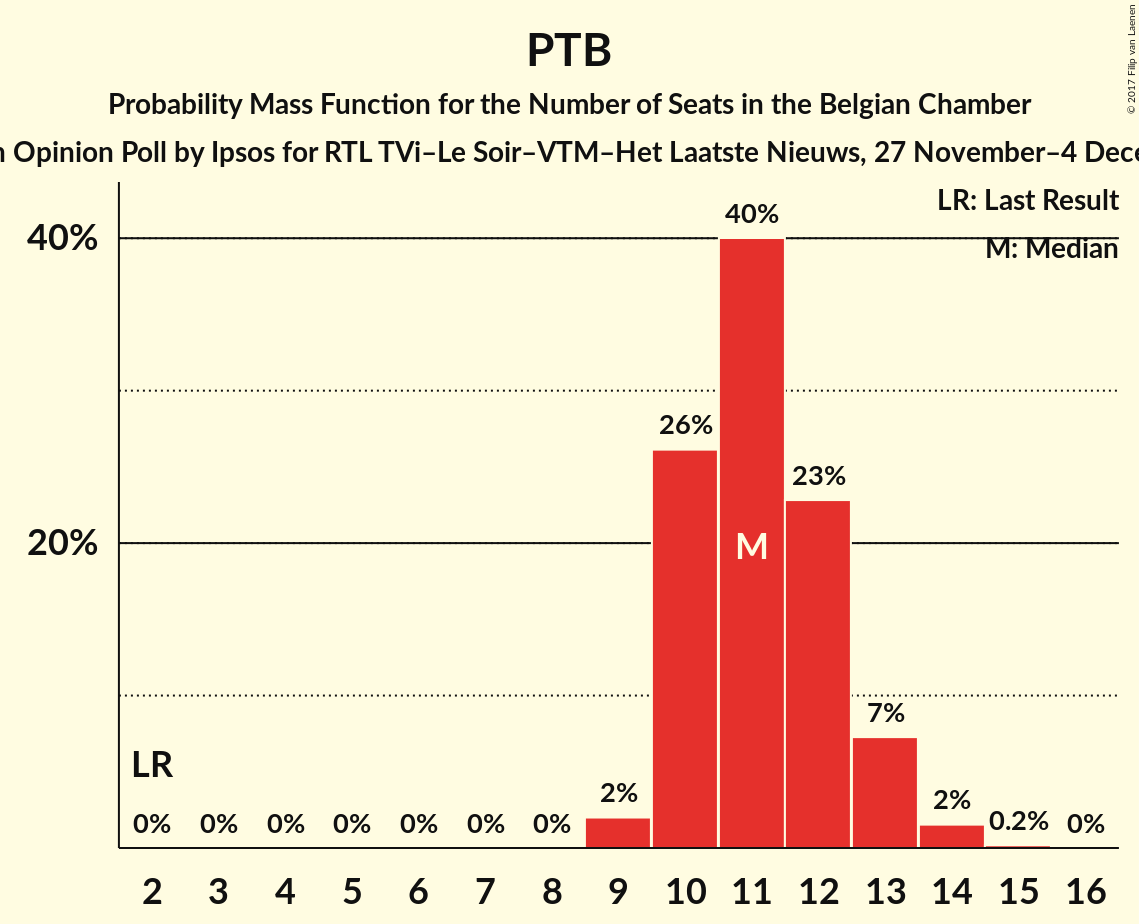 PTB
Probability Mass Function for the Number of Seats in the Belgian Chamber
Opinion Poll by Ipsos for RTL TVi–Le Soir–VTM–Het Laatste Nieuws, 27 November–4
© 2017 Filip van Laenen
LR: Last Result
M: Median
40%
20%
40%
26%
23%
M
7%
LR
0% 0% 0% 0% 0% 0% 0% 2% 2% 0.2% 0%
2 3 4 5 6 7 8 9 10 11 12 13 14 15 16